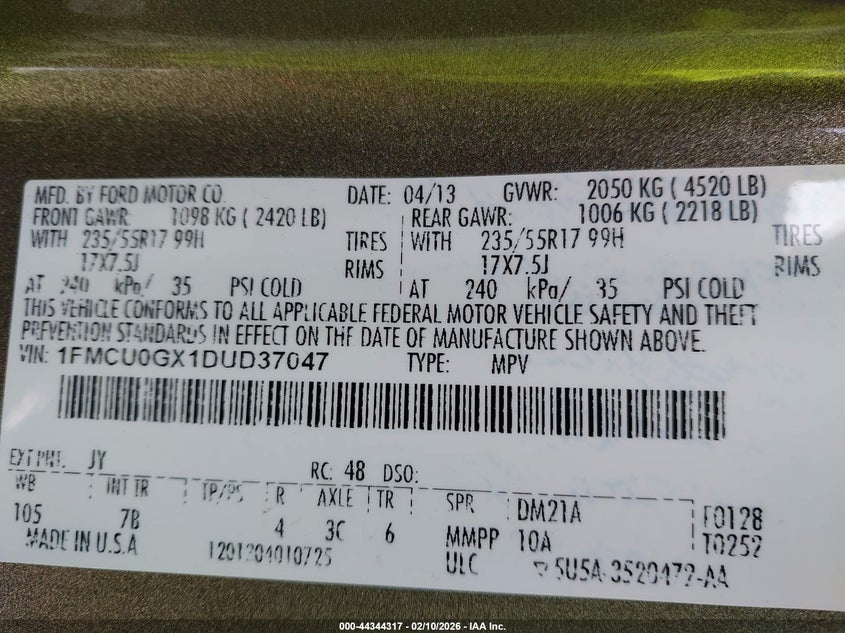 MFD. BY FORD MOTOR CO. DATE: 04/13 GVWR: 2050 KG ( 4520 LB)
FRONT GAWR: 1098 KG ( 2420 LB) REAR GAWR: 1006 KG ( 2218 LB)
WITH 235/55R17 99H TIRES WITH 235/55R17 99H TIRES
17X7.5J RIMS 17X7.5J RIMS
AT 240 kPa/ 35 PSI COLD AT 240 kPa/ 35 PSI COLD
THIS VEHICLE CONFORMS TO ALL APPLICABLE FEDERAL MOTOR VEHICLE SAFETY AND THEFT
PREVENTION STANDARDS IN EFFECT ON THE DATE OF MANUFACTURE SHOWN ABOVE.
VIN: 1FMCU0GX1DUD37047 TYPE: MPV
EXT PNT: JY RC: 48 DSO:
WB INT TR TP/PS R AXLE TR SPR DM21A F0128
105 7B 4 3C 6 MMPP 10A T0252
MADE IN U.S.A 1201304010725 ULC 5U5A-3520472-AA
000-44344317 - 02/10/2026 - IAA Inc.